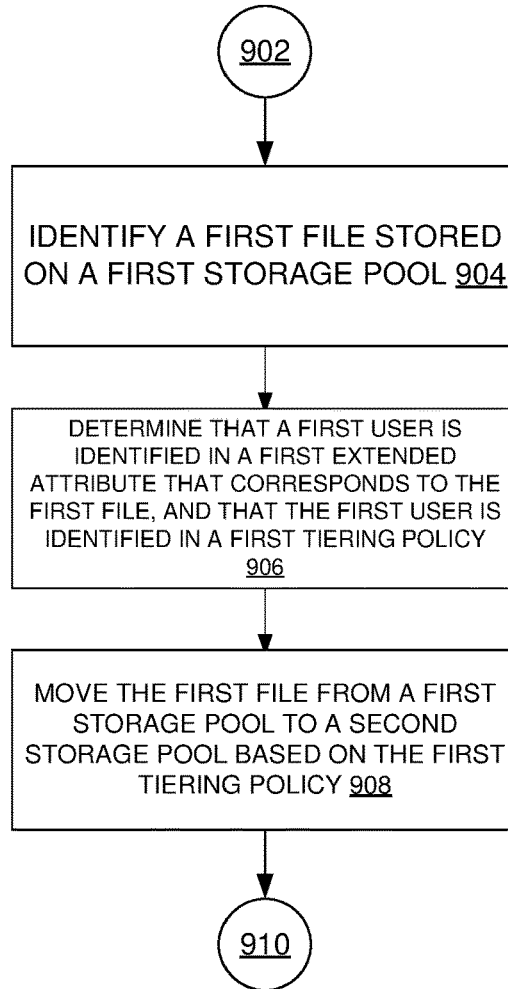 902
IDENTIFY A FIRST FILE STORED
ON A FIRST STORAGE POOL 904
DETERMINE THAT A FIRST USER IS
IDENTIFIED IN A FIRST EXTENDED
ATTRIBUTE THAT CORRESPONDS TO THE
FIRST FILE, AND THAT THE FIRST USER IS
IDENTIFIED IN A FIRST TIERING POLICY
906
MOVE THE FIRST FILE FROM A FIRST
STORAGE POOL TO A SECOND
STORAGE POOL BASED ON THE FIRST
TIERING POLICY 908
910